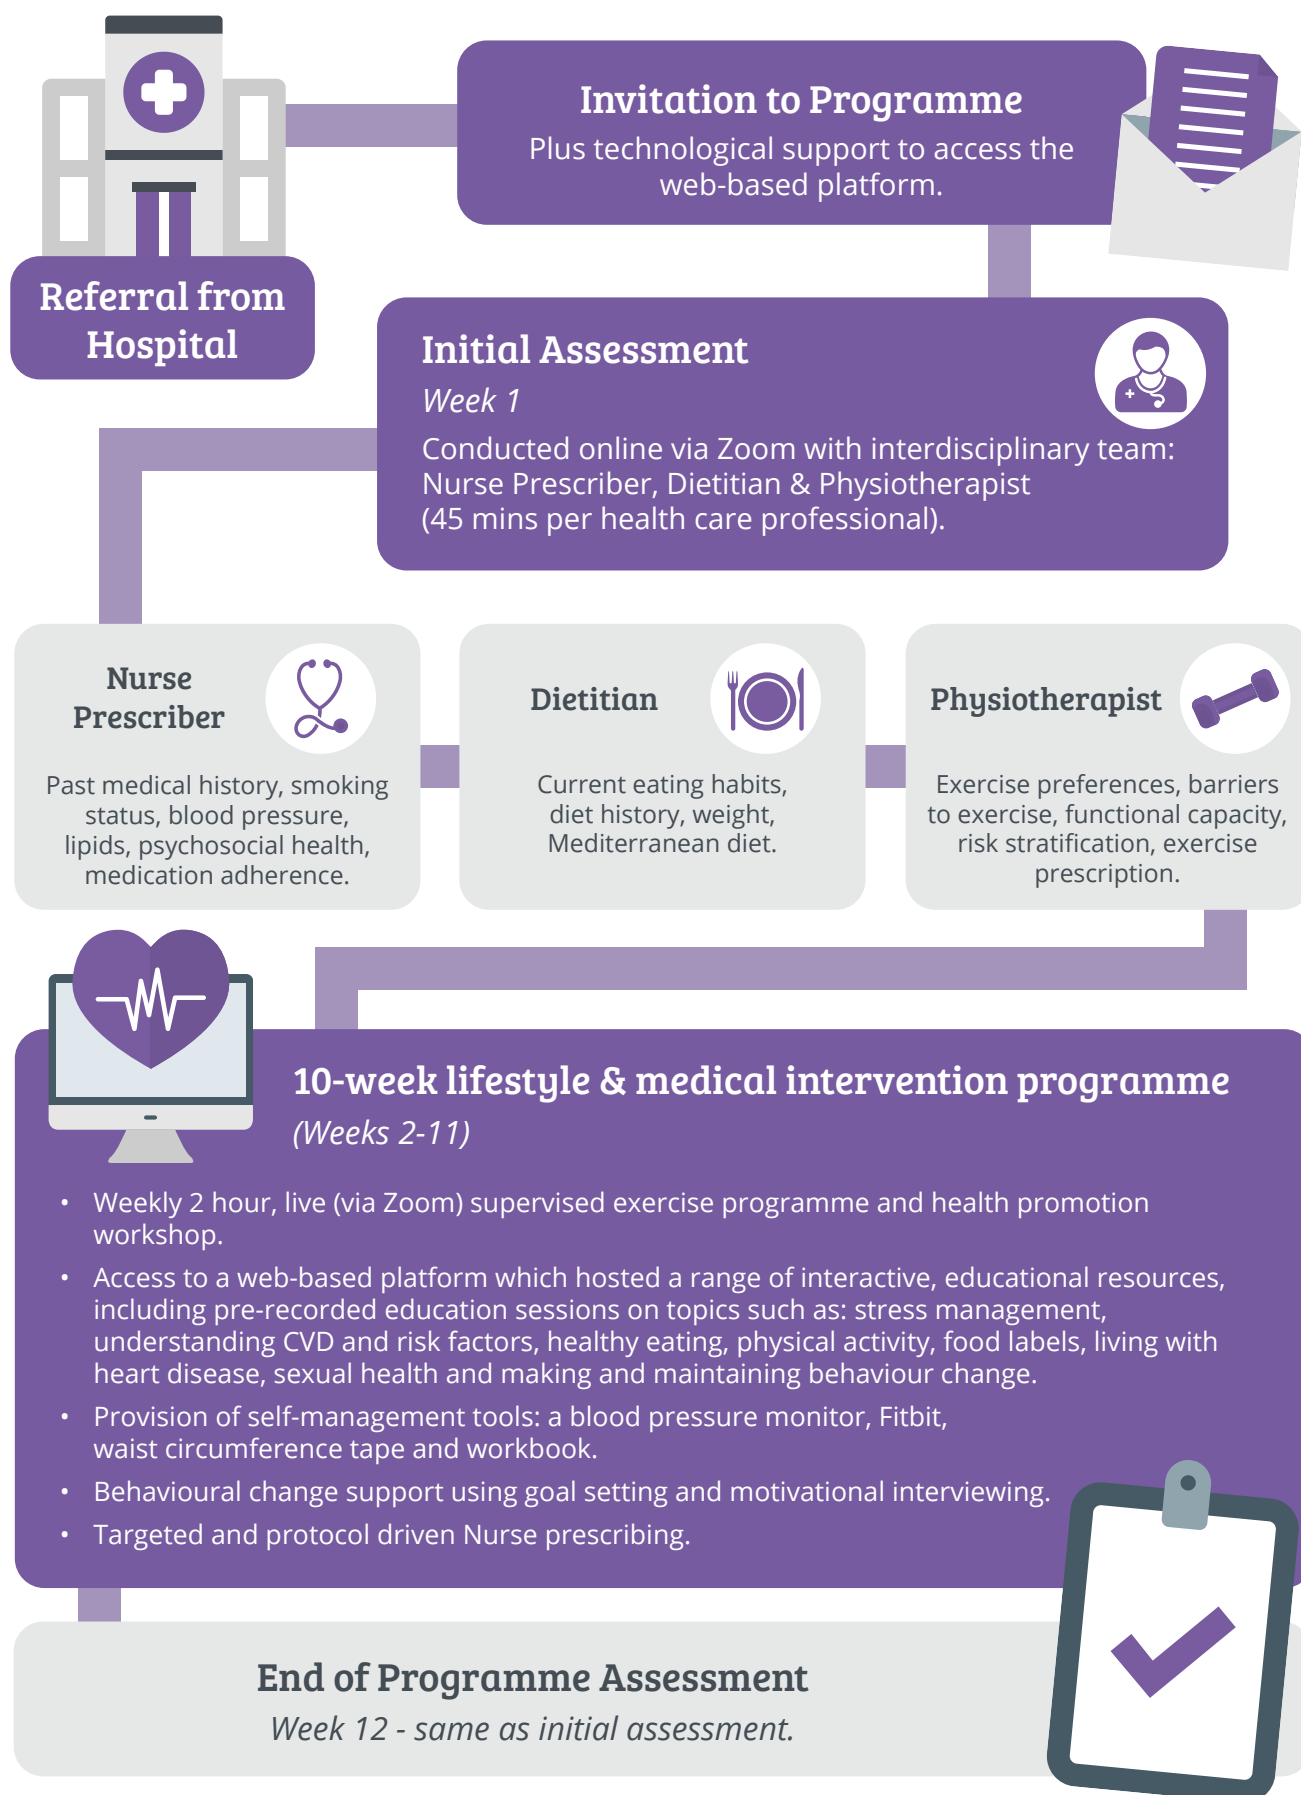 Referral from
Hospital
Invitation to Programme
Plus technological support to access the
web-based platform.
Initial Assessment
Week 1
Conducted online via Zoom with interdisciplinary team:
Nurse Prescriber, Dietitian & Physiotherapist
(45 mins per health care professional).
Nurse
Prescriber
Past medical history, smoking
status, blood pressure,
lipids, psychosocial health,
medication adherence.
Dietitian
Current eating habits,
diet history, weight,
Mediterranean diet.
Physiotherapist
Exercise preferences, barriers
to exercise, functional capacity,
risk stratification, exercise
prescription.
10-week lifestyle & medical intervention programme
(Weeks 2-11)
• Weekly 2 hour, live (via Zoom) supervised exercise programme and health promotion
workshop.
• Access to a web-based platform which hosted a range of interactive, educational resources,
including pre-recorded education sessions on topics such as: stress management,
understanding CVD and risk factors, healthy eating, physical activity, food labels, living with
heart disease, sexual health and making and maintaining behaviour change.
• Provision of self-management tools: a blood pressure monitor, Fitbit,
waist circumference tape and workbook.
• Behavioural change support using goal setting and motivational interviewing.
• Targeted and protocol driven Nurse prescribing.
End of Programme Assessment
Week 12 - same as initial assessment.